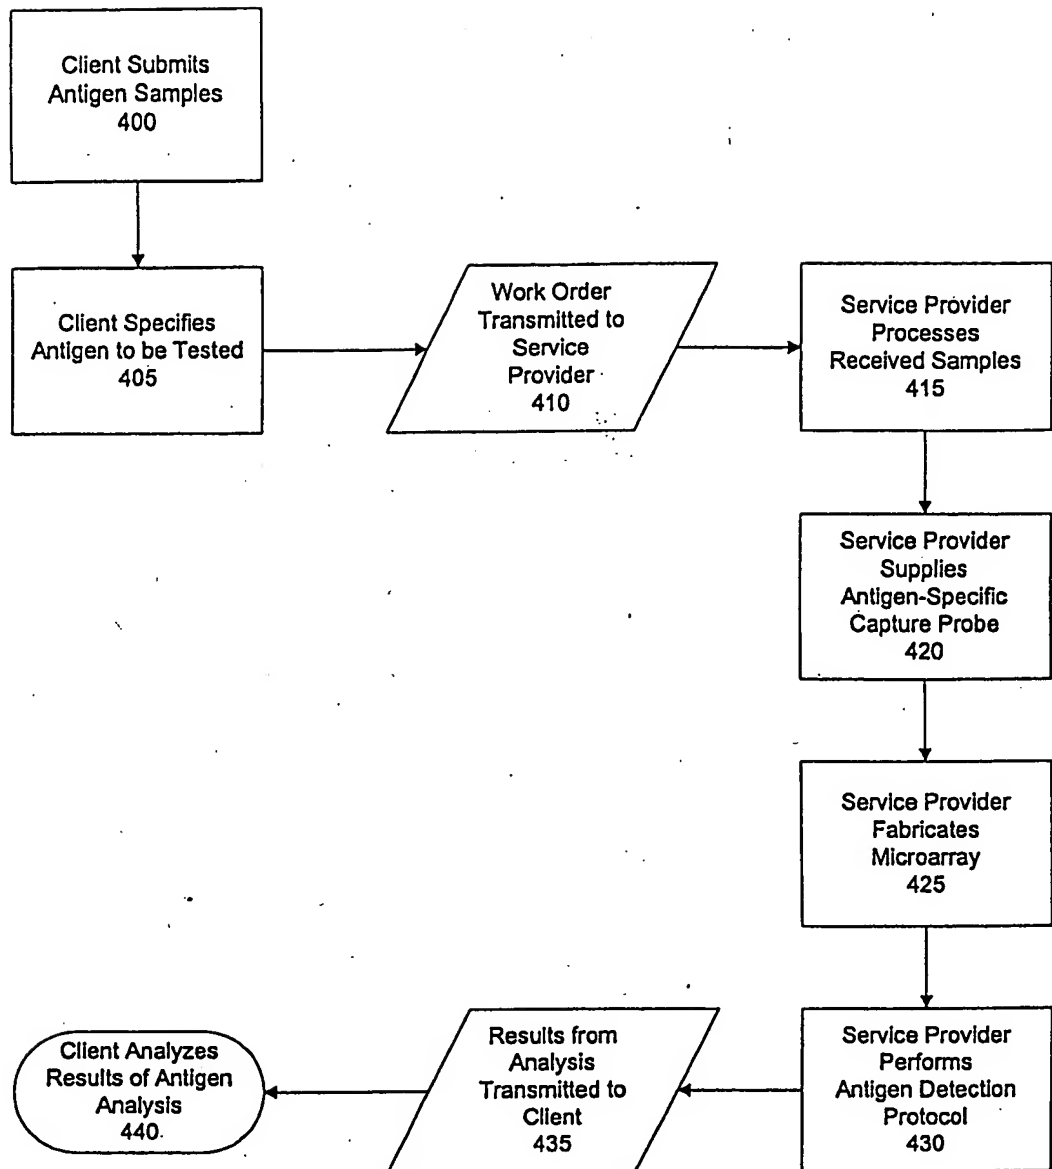 Client Submits
Antigen Samples
400
Client Specifies
Antigen to be Tested
405
Work Order
Transmitted to
Service
Provider
410
Service Provider
Processes
Received Samples
415
Service Provider
Supplies
Antigen-Specific
Capture Probe
420
Service Provider
Fabricates
Microarray
425
Service Provider
Performs
Antigen Detection
Protocol
430
Results from
Analysis
Transmitted to
Client
435
Client Analyzes
Results of Antigen
Analysis
440